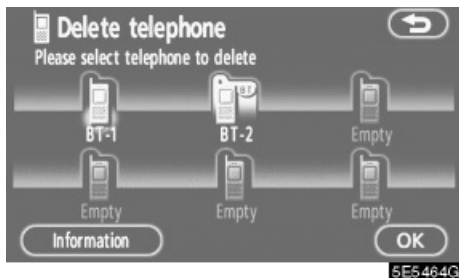 Delete telephone
Please select telephone to delete
BT
BT-1 BT-2 Empty
Empty Empty Empty
Information OK
5E5464G